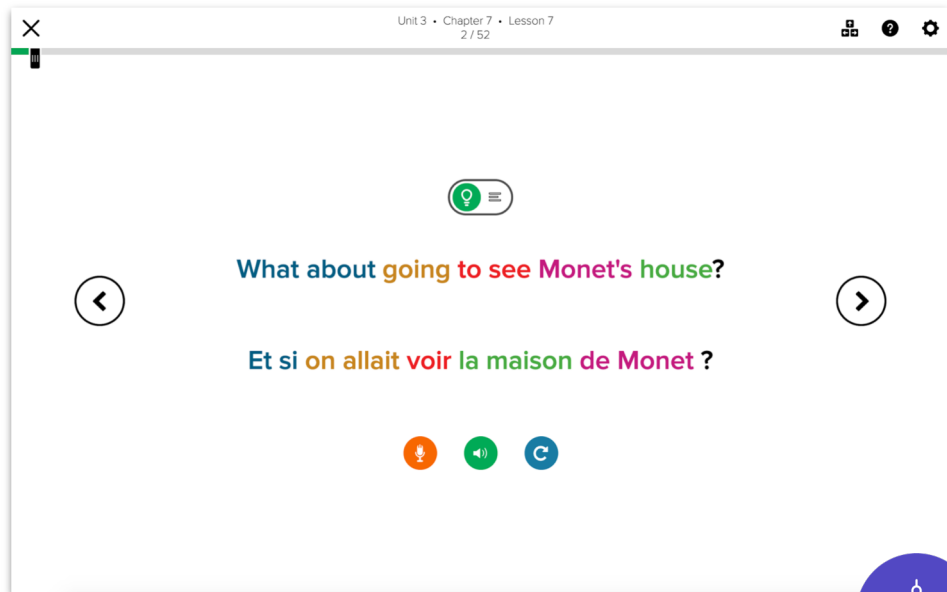 Unit 3 • Chapter 7 • Lesson 7
2 / 52
What about going to see Monet's house?
Et si on allait voir la maison de Monet ?